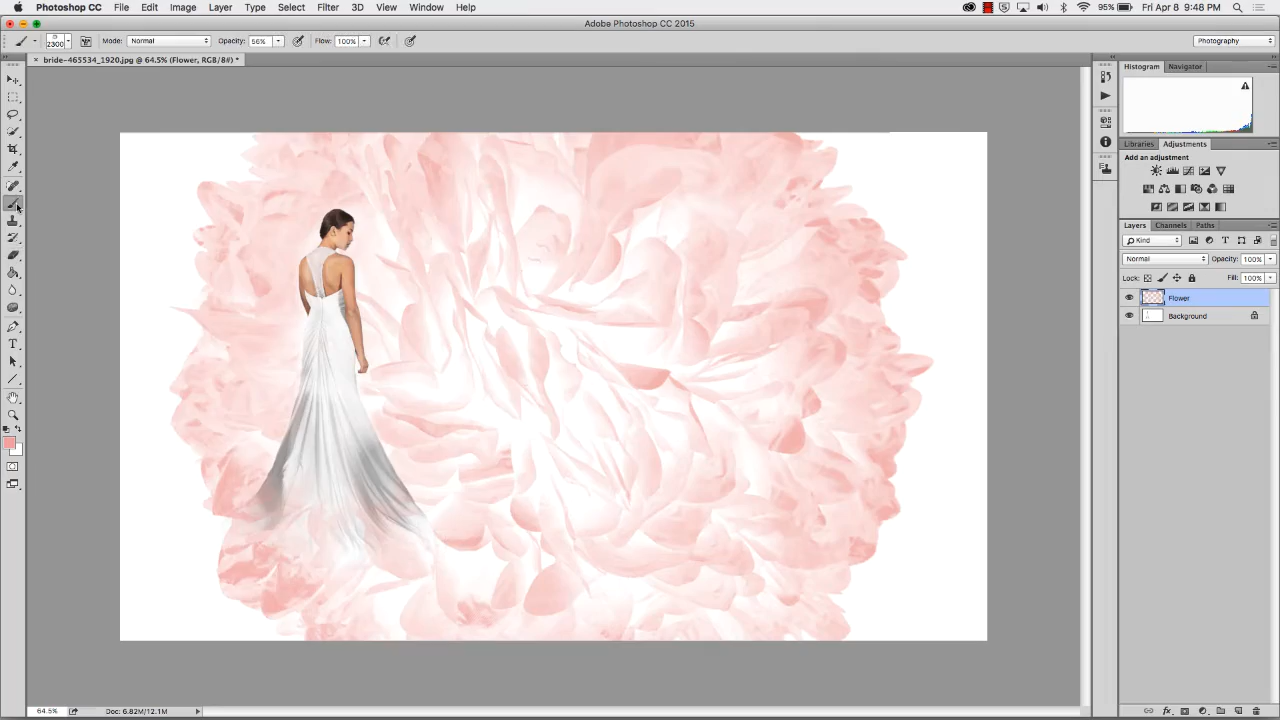 Photoshop CC File Edit Image Layer Type Select Filter 3D View Window Help 95% Fri Apr 8 9:48 PM
Adobe Photoshop CC 2015
2300 Mode: Normal Opacity: 56% Flow: 100% Photography
× bride-465534_1920.jpg @ 64.5% (Flower, RGB/8#) *
Histogram Navigator
Libraries Adjustments
Add an adjustment
Layers Channels Paths
Kind
Normal Opacity: 100%
Lock: Fill: 100%
Flower
Background
64.5% Doc: 6.82M/12.1M